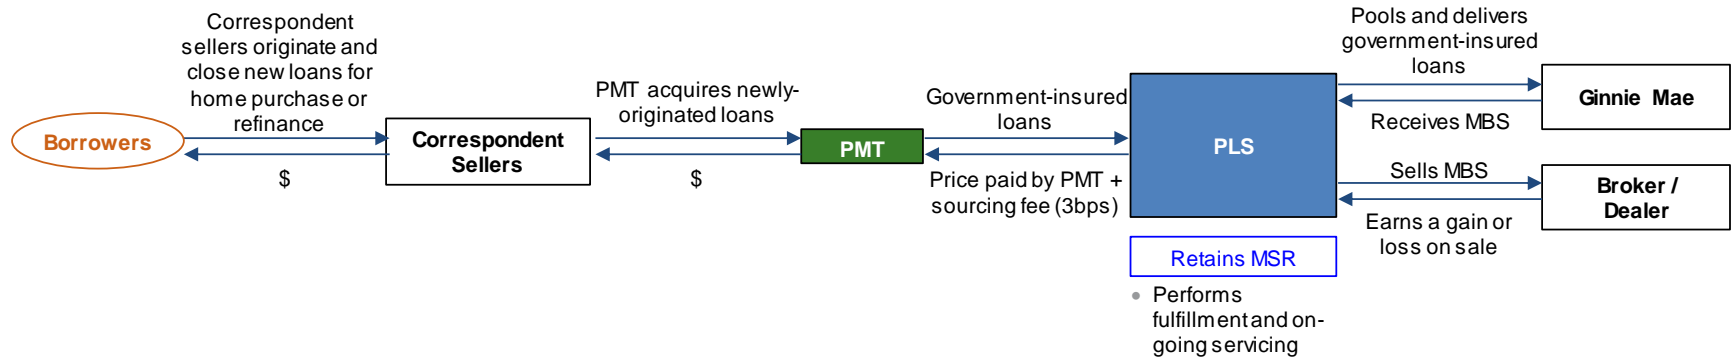 Correspondent
sellers originate and
close new loans for
home purchase or
refinance
Borrowers
$
Correspondent
Sellers
PMT acquires newly-
originated loans
$
PMT
Government-insured
loans
Price paid by PMT +
sourcing fee (3bps)
PLS
Retains MSR
• Performs
fulfillment and on-
going servicing
Pools and delivers
government-insured
loans
Receives MBS
Ginnie Mae
Sells MBS
Earns a gain or
loss on sale
Broker /
Dealer